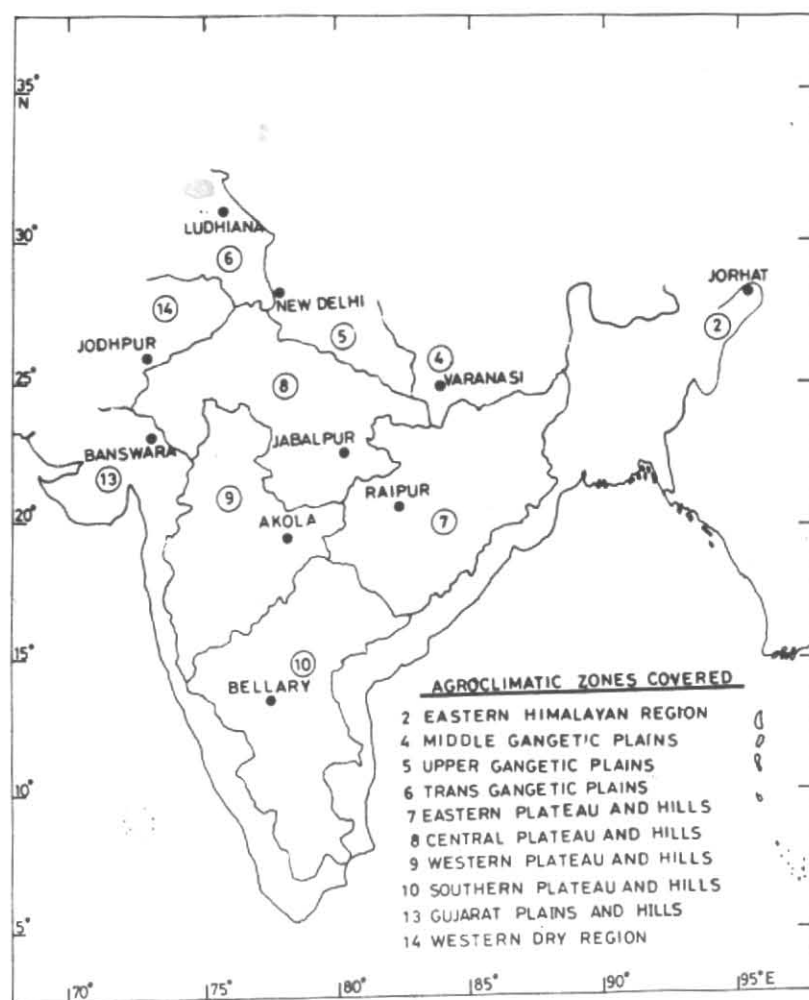 35°
N
LUDHIANA
30°
6
JORHAT
NEW DELHI
14
2
5
JODHPUR
4
25°
VARANASI
8
BANSWARA
JABALPUR
13
9
RAIPUR
20°
AKOLA
7
15°
10
BELLARY
AGROCLIMATIC ZONES COVERED
2 EASTERN HIMALAYAN REGION
4 MIDDLE GANGETIC PLAINS
5 UPPER GANGETIC PLAINS
6 TRANS GANGETIC PLAINS
10°
7 EASTERN PLATEAU AND HILLS
8 CENTRAL PLATEAU AND HILLS
9 WESTERN PLATEAU AND HILLS
10 SOUTHERN PLATEAU AND HILLS
13 GUJARAT PLAINS AND HILLS
5°
14 WESTERN DRY REGION
70° 75° 80° 85° 90° 95°E